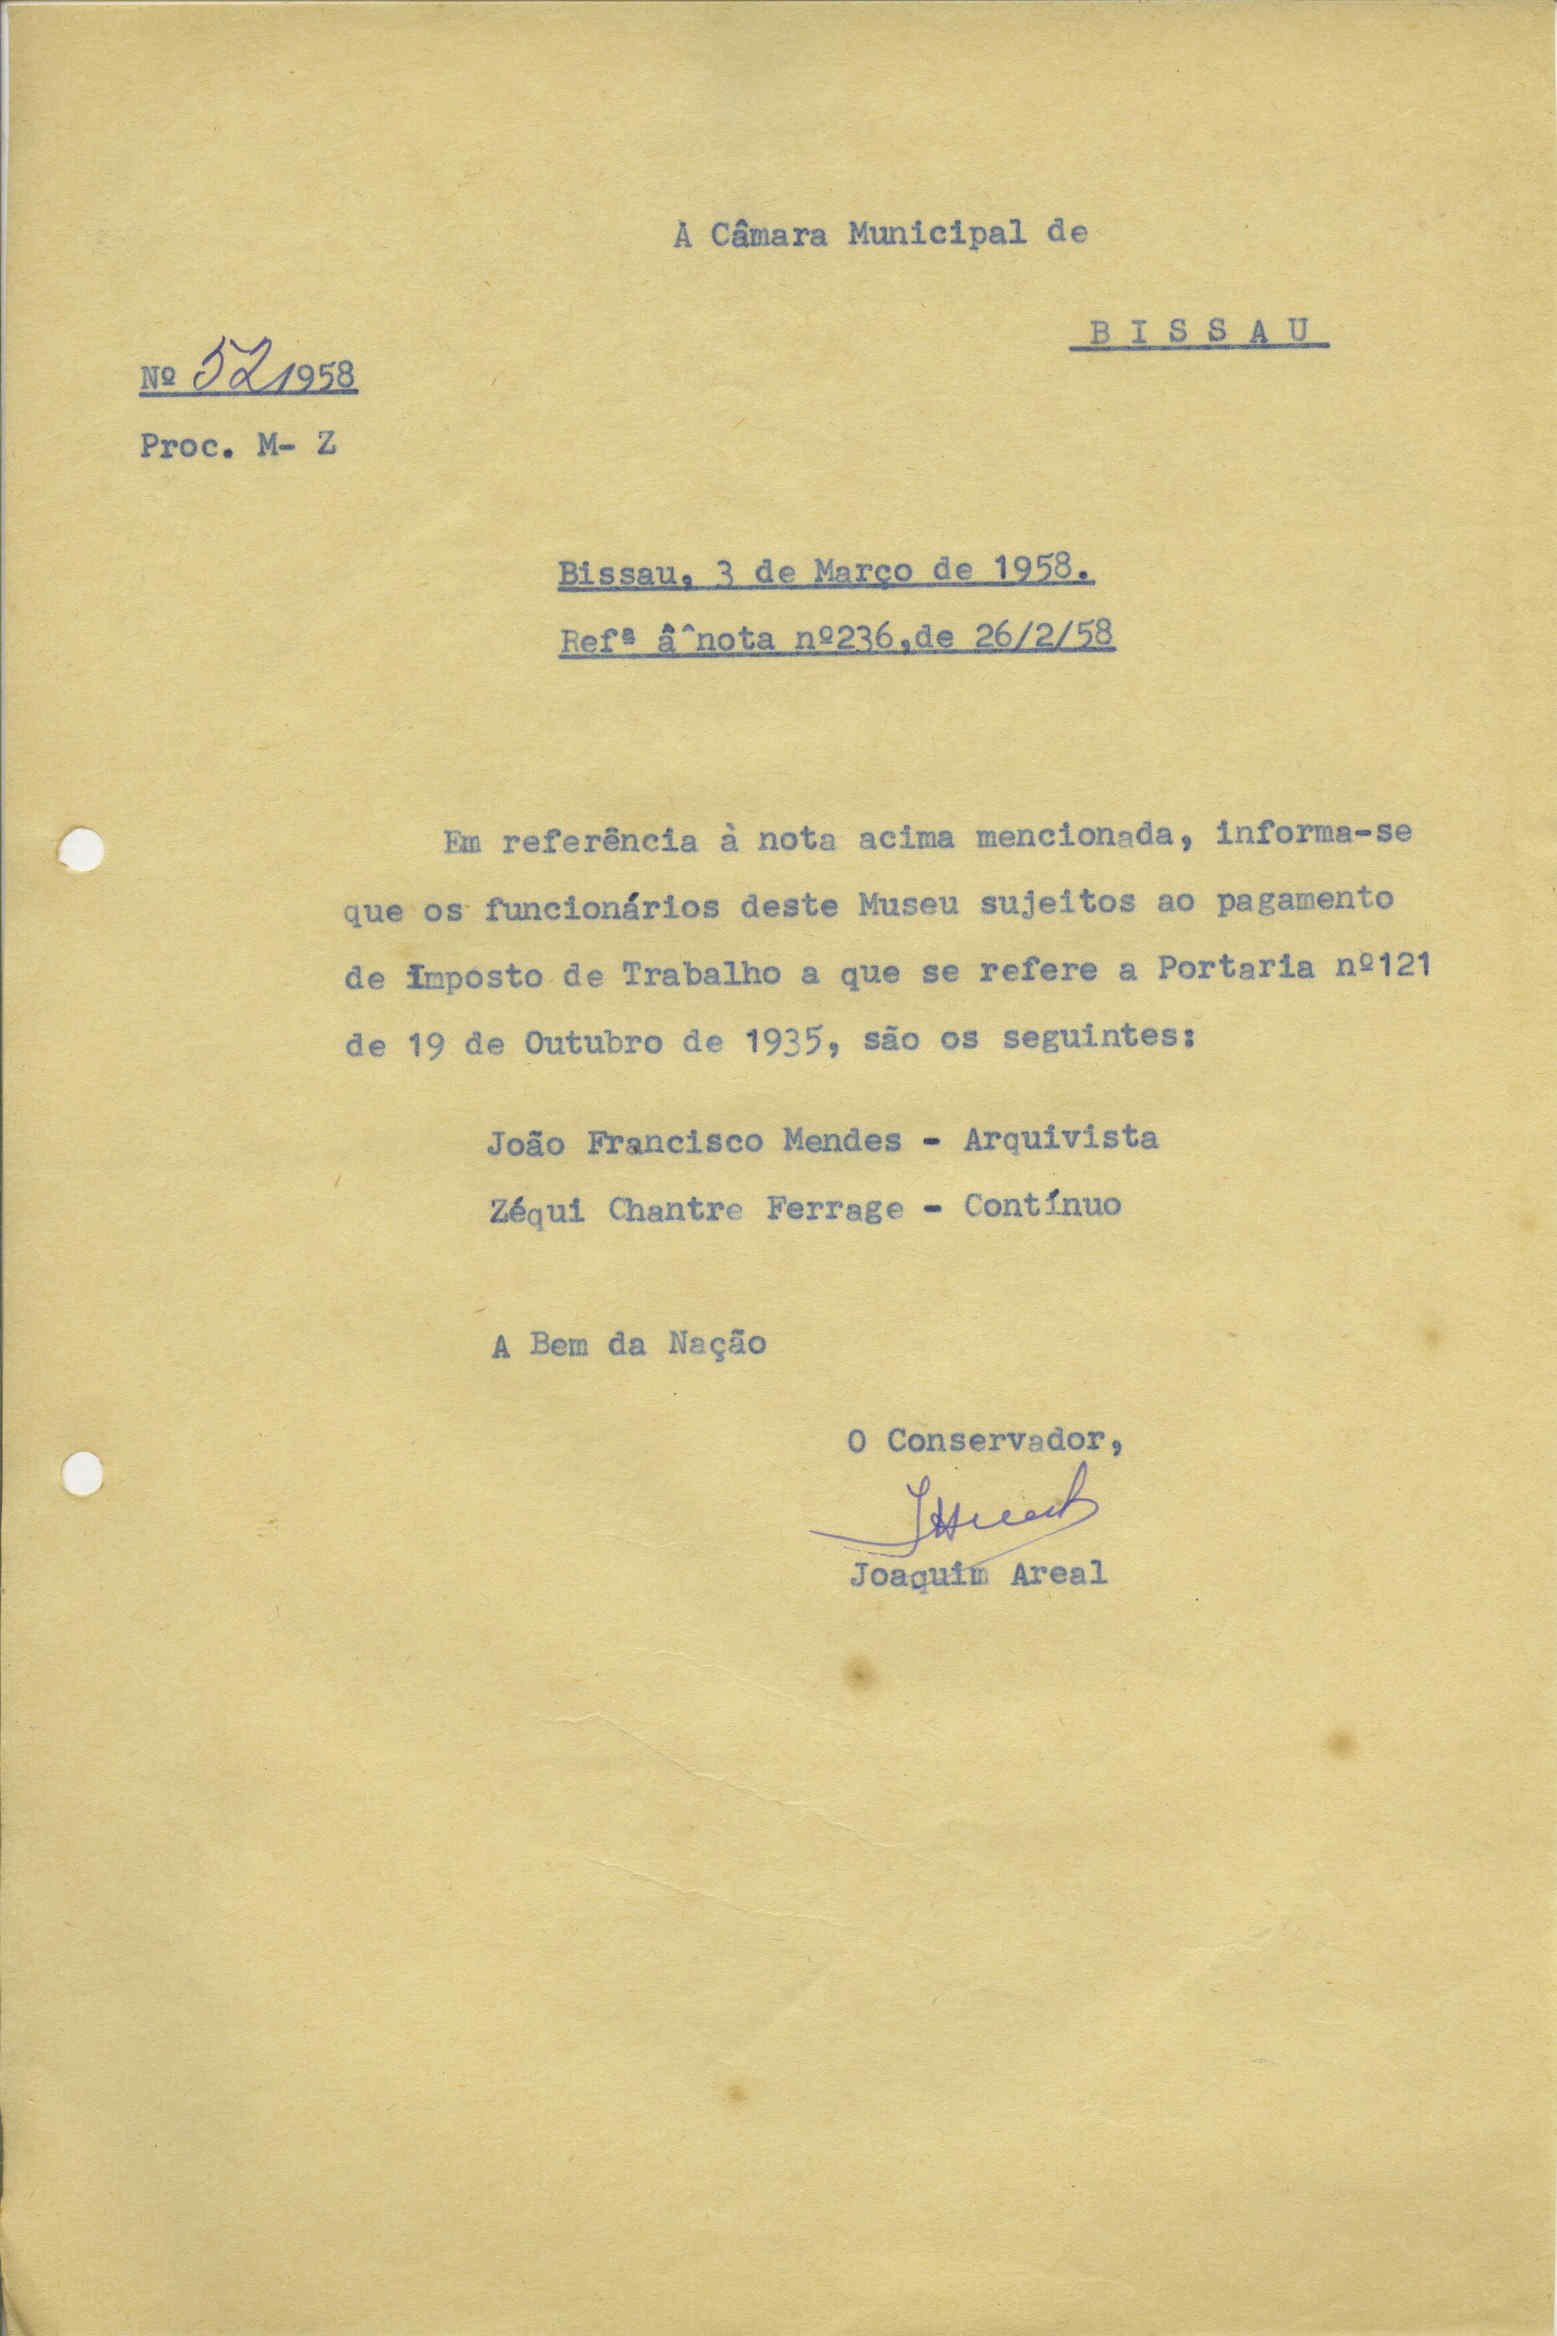 À Câmara Municipal de
B I S S A U
Nº 52 1958
Proc. M- Z
Bissau, 3 de Março de 1958.
Refª â^nota nº236,de 26/2/58
Em referência à nota acima mencionada, informa-se
que os funcionários deste Museu sujeitos ao pagamento
de Imposto de Trabalho a que se refere a Portaria nº121
de 19 de Outubro de 1935, são os seguintes:
João Francisco Mendes - Arquivista
Zéqui Chantre Ferrage - Contínuo
A Bem da Nação
O Conservador,
Joaquim Areal